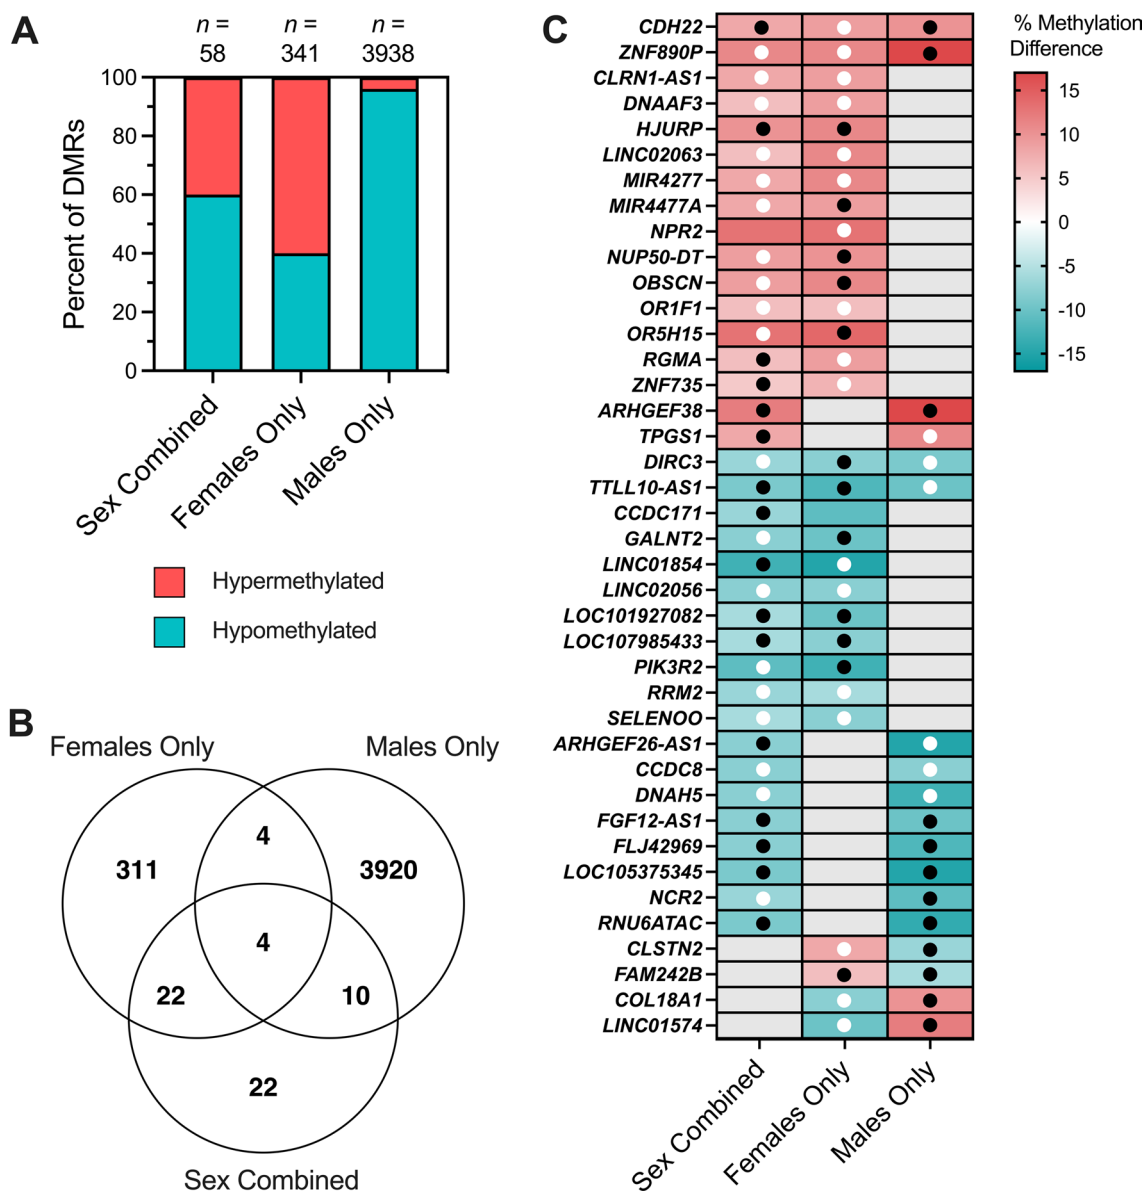 A
n =
58
n =
341
n =
3938
Percent of DMRs
100
80
60
40
20
0
Sex Combined
Females Only
Males Only
Hypermethylated
Hypomethylated
B
Females Only
Males Only
4
311
3920
4
22
10
22
Sex Combined
C
CDH22
ZNF890P
CLRN1-AS1
DNAAF3
HJURP
LINC02063
MIR4277
MIR4477A
NPR2
NUP50-DT
OBSCN
OR1F1
OR5H15
RGMA
ZNF735
ARHGEF38
TPGS1
DIRC3
TTLL10-AS1
CCDC171
GALNT2
LINC01854
LINC02056
LOC101927082
LOC107985433
PIK3R2
RRM2
SELENOO
ARHGEF26-AS1
CCDC8
DNAH5
FGF12-AS1
FLJ42969
LOC105375345
NCR2
RNU6ATAC
CLSTN2
FAM242B
COL18A1
LINC01574
Sex Combined
Females Only
Males Only
% Methylation
Difference
15
10
5
0
-5
-10
-15